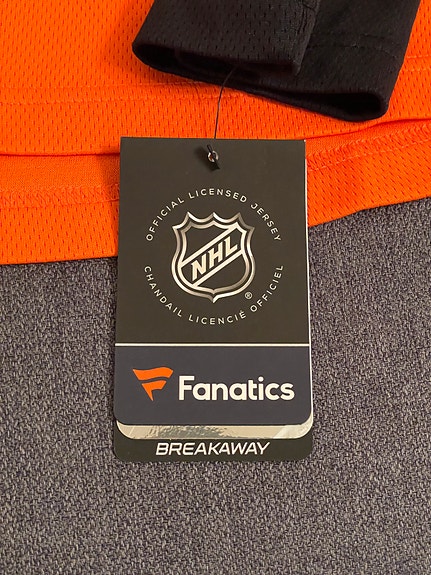 OFFICIAL LICENSED JERSEY
NHL
®
CHANDAIL LICENCIÉ OFFICIEL
Fanatics
BREAKAWAY